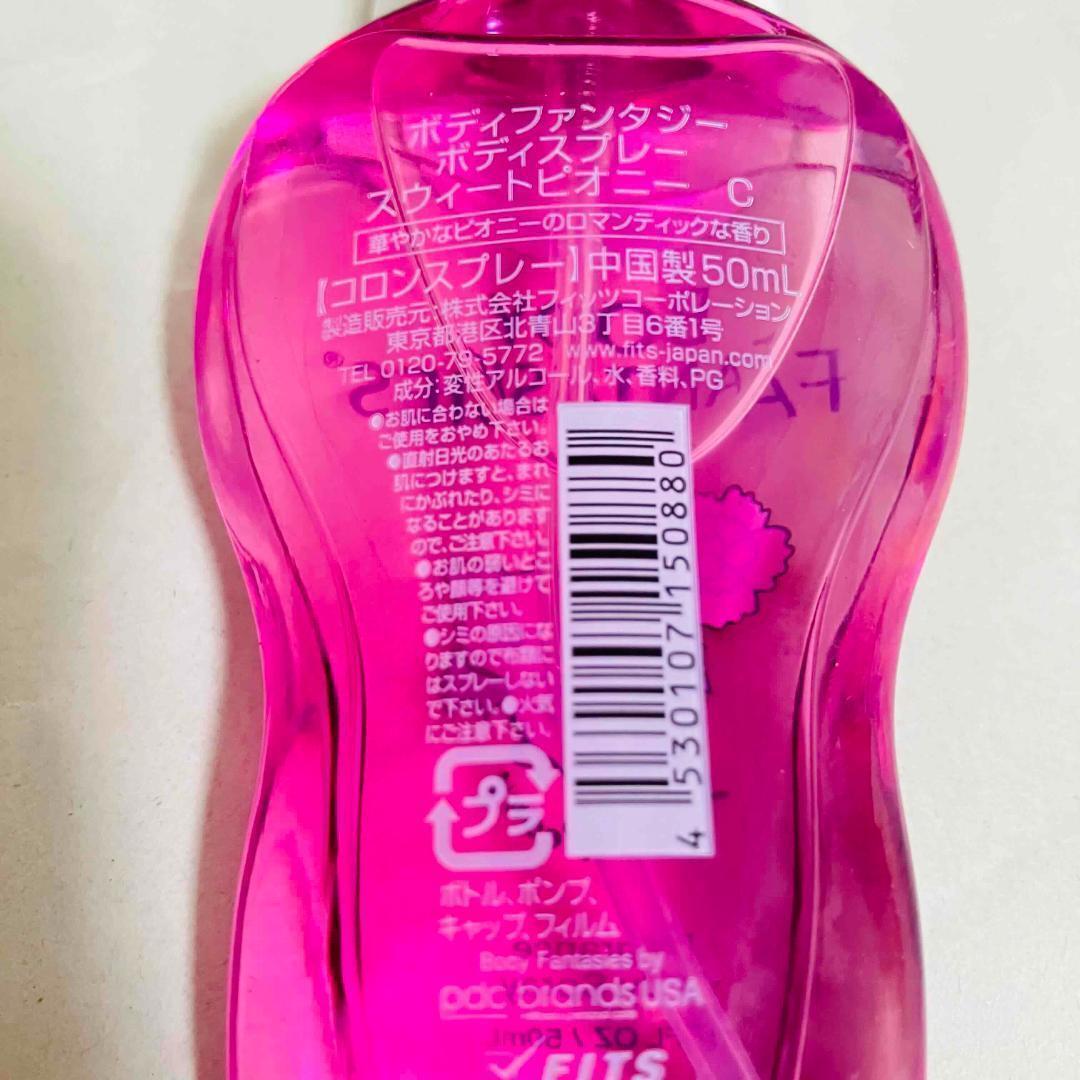 ボディファンタジー
ボディスプレー
スウィートピオニー C
華やかなピオニーのロマンティックな香り
【コロンスプレー】中国製50mL
製造販売元:株式会社フィッツコーポレーション
東京都港区北青山3丁目6番1号
TEL 0120-79-5772 www.fits-japan.com
成分:変性アルコール、水、香料、PG
●お肌に合わない場合は
ご使用をおやめ下さい。
●直射日光のあたるお
肌につけますと、まれ
にかぶれたり、シミに
なることがあります
ので、ご注意下さい。
●お肌の弱いとこ
ろや顔等を避けて
ご使用下さい。
●シミの原因にな
りますので布類に
はスプレーしない
で下さい。●火気
にご注意下さい。
4 530107 150880
プラ
ボトル、ポンプ、
キャップ、フィルム
Body Fantasies by
pdc brands USA
FITS